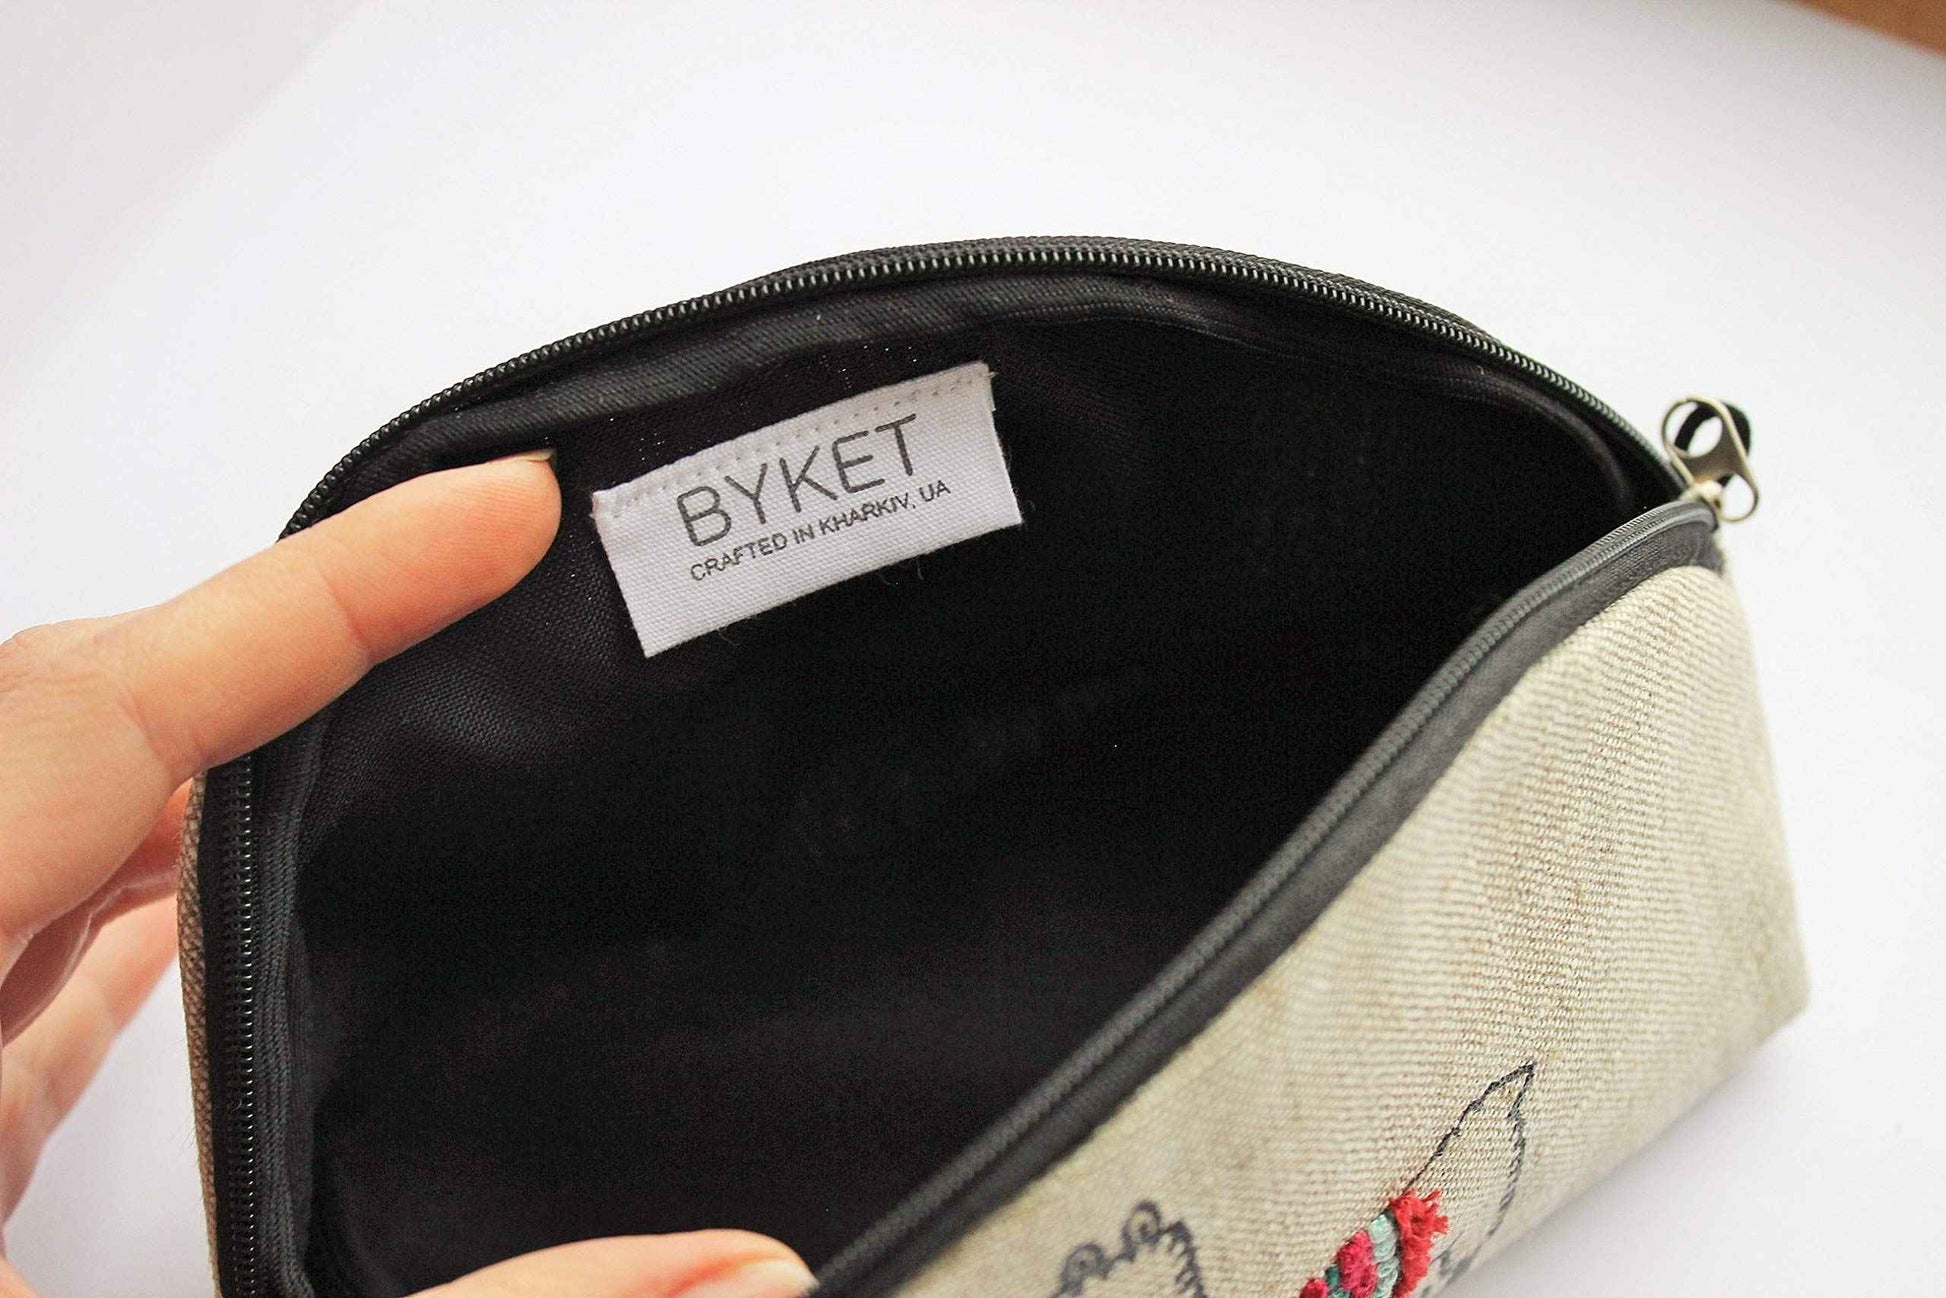 BYKET
CRAFTED IN KHARKIV, UA